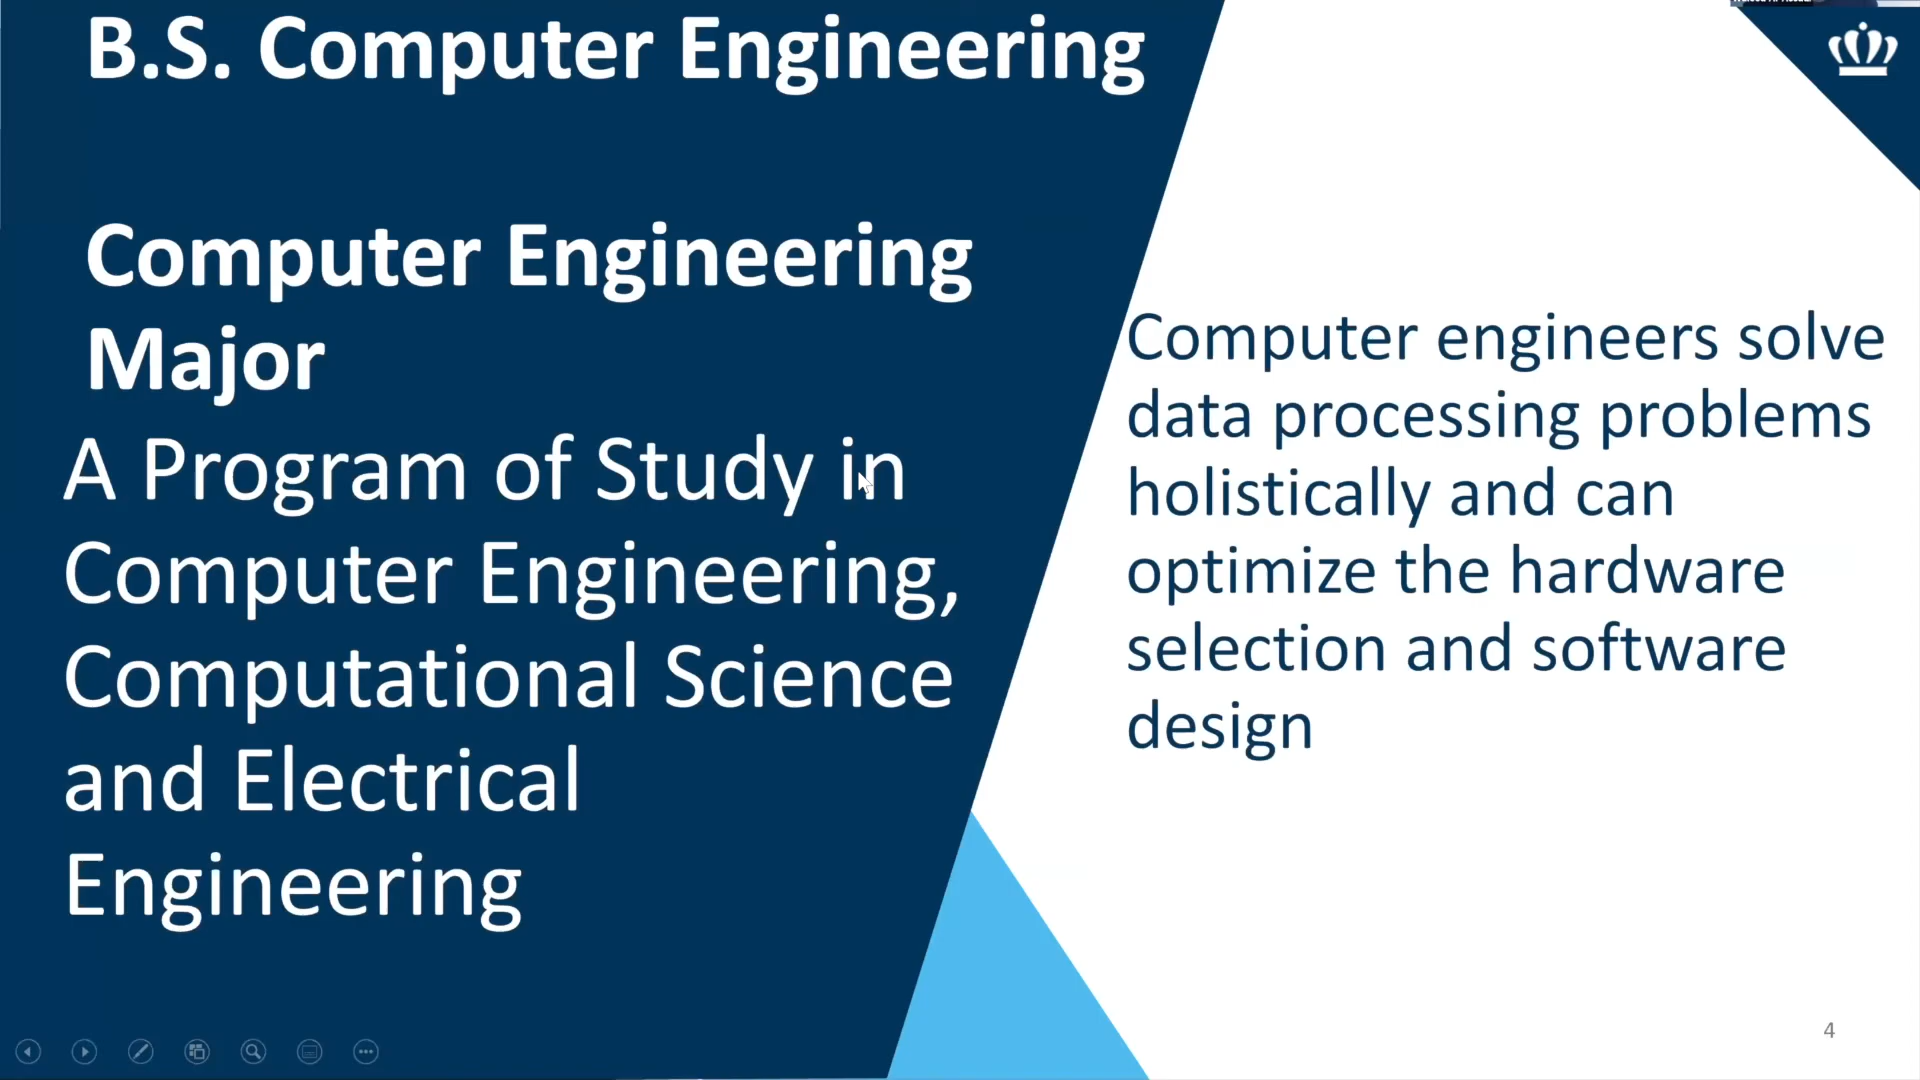 B.S. Computer Engineering
Computer Engineering
Major
A Program of Study in
Computer Engineering,
Computational Science
and Electrical
Engineering
Computer engineers solve
data processing problems
holistically and can
optimize the hardware
selection and software
design
4